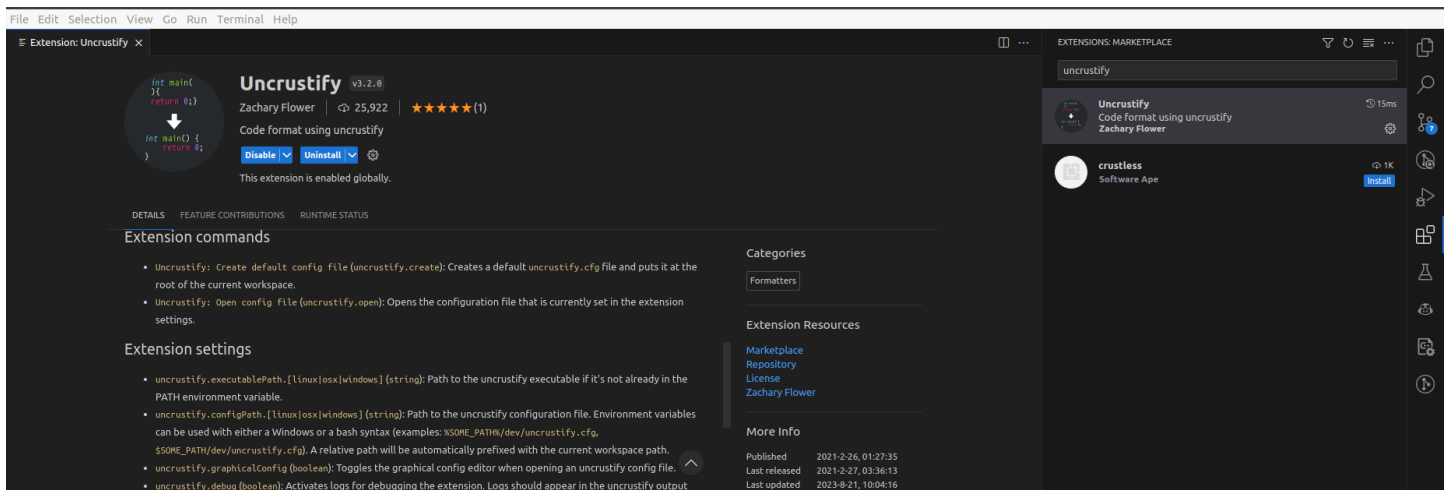 File Edit Selection View Go Run Terminal Help
Extension: Uncrustify
int main(
){
return 0;}
int main() {
return 0;
}
Uncrustify v3.2.0
Zachary Flower 25,922 (1)
Code format using uncrustify
Disable Uninstall
This extension is enabled globally.
DETAILS FEATURE CONTRIBUTIONS RUNTIME STATUS
Extension commands
• Uncrustify: Create default config file (uncrustify.create): Creates a default uncrustify.cfg file and puts it at the
root of the current workspace.
• Uncrustify: Open config file (uncrustify.open): Opens the configuration file that is currently set in the extension
settings.
Extension settings
• uncrustify.executablePath.[linux|osx|windows] (string): Path to the uncrustify executable if it's not already in the
PATH environment variable.
• uncrustify.configPath.[linux|osx|windows] (string): Path to the uncrustify configuration file. Environment variables
can be used with either a Windows or a bash syntax (examples: %SOME_PATH%/dev/uncrustify.cfg,
$SOME_PATH/dev/uncrustify.cfg). A relative path will be automatically prefixed with the current workspace path.
• uncrustify.graphicalConfig (boolean): Toggles the graphical config editor when opening an uncrustify config file.
• uncrustify.debug (boolean): Activates logs for debugging the extension. Logs should appear in the uncrustify output
Categories
Formatters
Extension Resources
Marketplace
Repository
License
Zachary Flower
More Info
Published 2021-2-26, 01:27:35
Last released 2021-2-27, 03:36:13
Last updated 2023-8-21, 10:04:16
EXTENSIONS: MARKETPLACE
uncrustify
Uncrustify 15ms
Code format using uncrustify
Zachary Flower
crustless 1K
Software Ape Install
7